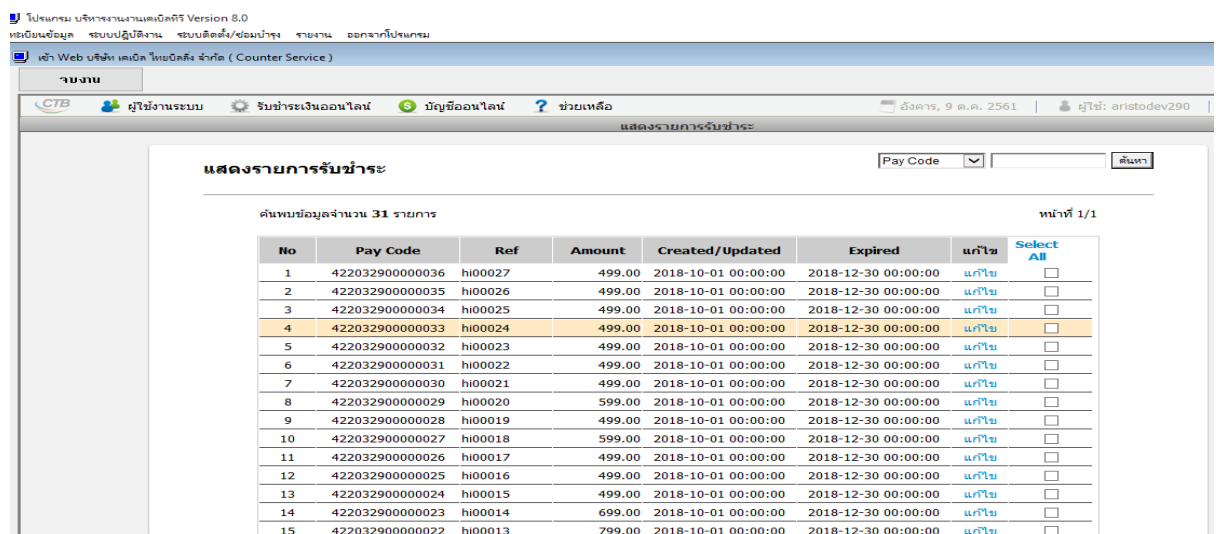 โปรแกรม บริหารงานงานเคเบิลทีวี Version 8.0
ทะเบียนข้อมูล ระบบปฏิบัติงาน ระบบติดตั้ง/ซ่อมบำรุง รายงาน ออกจากโปรแกรม
เข้า Web บริษัท เคเบิล ไทยบิลลิ่ง จำกัด ( Counter Service )
จบงาน
CTB ผู้ใช้งานระบบ รับชำระเงินออนไลน์ บัญชีออนไลน์ ช่วยเหลือ อังคาร, 9 ต.ค. 2561 | ผู้ใช้: aristodev290 |
แสดงรายการรับชำระ
แสดงรายการรับชำระ Pay Code ค้นหา
ค้นพบข้อมูลจำนวน 31 รายการ หน้าที่ 1/1
No Pay Code Ref Amount Created/Updated Expired แก้ไข Select All
1 422032900000036 hi00027 499.00 2018-10-01 00:00:00 2018-12-30 00:00:00 แก้ไข
2 422032900000035 hi00026 499.00 2018-10-01 00:00:00 2018-12-30 00:00:00 แก้ไข
3 422032900000034 hi00025 499.00 2018-10-01 00:00:00 2018-12-30 00:00:00 แก้ไข
4 422032900000033 hi00024 499.00 2018-10-01 00:00:00 2018-12-30 00:00:00 แก้ไข
5 422032900000032 hi00023 499.00 2018-10-01 00:00:00 2018-12-30 00:00:00 แก้ไข
6 422032900000031 hi00022 499.00 2018-10-01 00:00:00 2018-12-30 00:00:00 แก้ไข
7 422032900000030 hi00021 499.00 2018-10-01 00:00:00 2018-12-30 00:00:00 แก้ไข
8 422032900000029 hi00020 599.00 2018-10-01 00:00:00 2018-12-30 00:00:00 แก้ไข
9 422032900000028 hi00019 499.00 2018-10-01 00:00:00 2018-12-30 00:00:00 แก้ไข
10 422032900000027 hi00018 599.00 2018-10-01 00:00:00 2018-12-30 00:00:00 แก้ไข
11 422032900000026 hi00017 499.00 2018-10-01 00:00:00 2018-12-30 00:00:00 แก้ไข
12 422032900000025 hi00016 499.00 2018-10-01 00:00:00 2018-12-30 00:00:00 แก้ไข
13 422032900000024 hi00015 499.00 2018-10-01 00:00:00 2018-12-30 00:00:00 แก้ไข
14 422032900000023 hi00014 699.00 2018-10-01 00:00:00 2018-12-30 00:00:00 แก้ไข
15 422032900000022 hi00013 799.00 2018-10-01 00:00:00 2018-12-30 00:00:00 แก้ไข